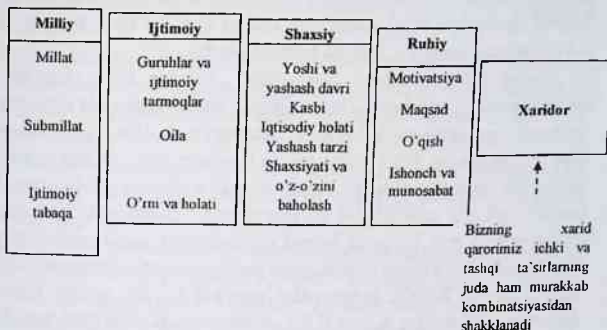 Milliy
Millat
Submillat
Ijtimoiy
tabaqa
Ijtimoiy
Guruhlar va
ijtimoiy
tarmoqlar
Oila
O'rni va holati
Shaxsiy
Yoshi va
yashash davri
Kasbi
Iqtisodiy holati
Yashash tarzi
Shaxsiyati va
o'z-o'zini
baholash
Ruhiy
Motivatsiya
Maqsad
O'qish
Ishonch va
munosabat
Xaridor
Bizning xarid
qarorimiz ichki va
tashqi ta'sirlarning
juda ham murakkab
kombinatsiyasidan
shakklanadi